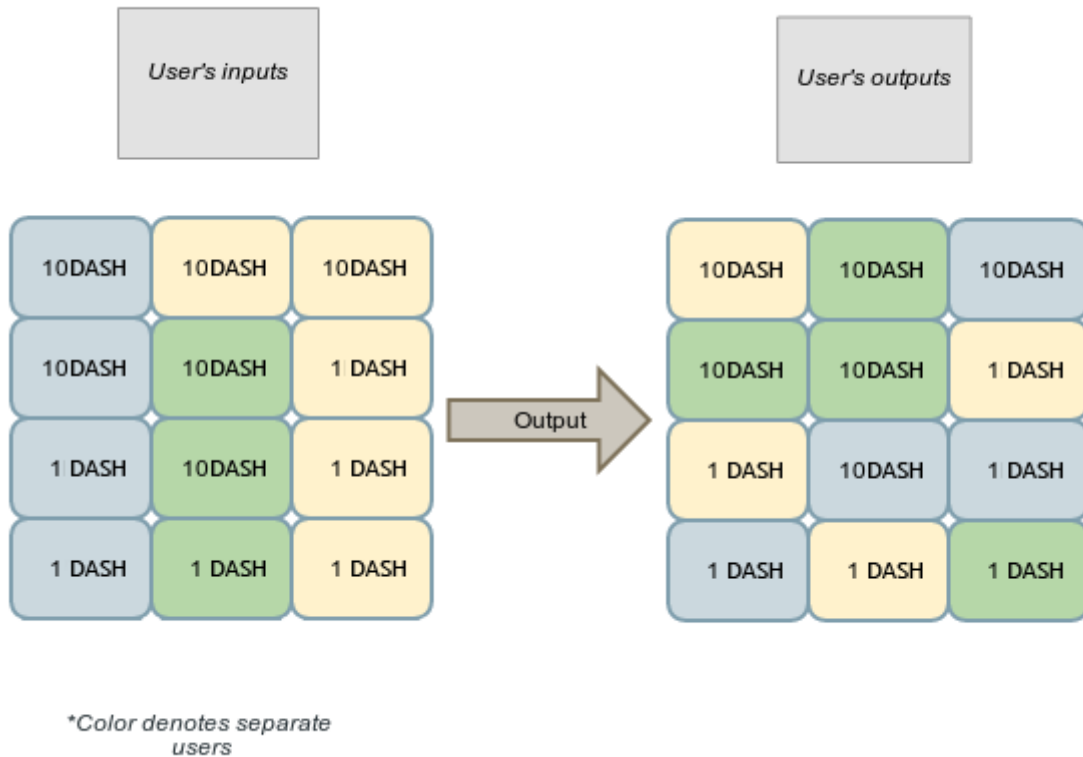 User's inputs
User's outputs
10DASH 10DASH 10DASH
10DASH 10DASH 1 DASH
1 DASH 10DASH 1 DASH
1 DASH 1 DASH 1 DASH
Output
10DASH 10DASH 10DASH
10DASH 10DASH 1 DASH
1 DASH 10DASH 1 DASH
1 DASH 1 DASH 1 DASH
*Color denotes separate
users